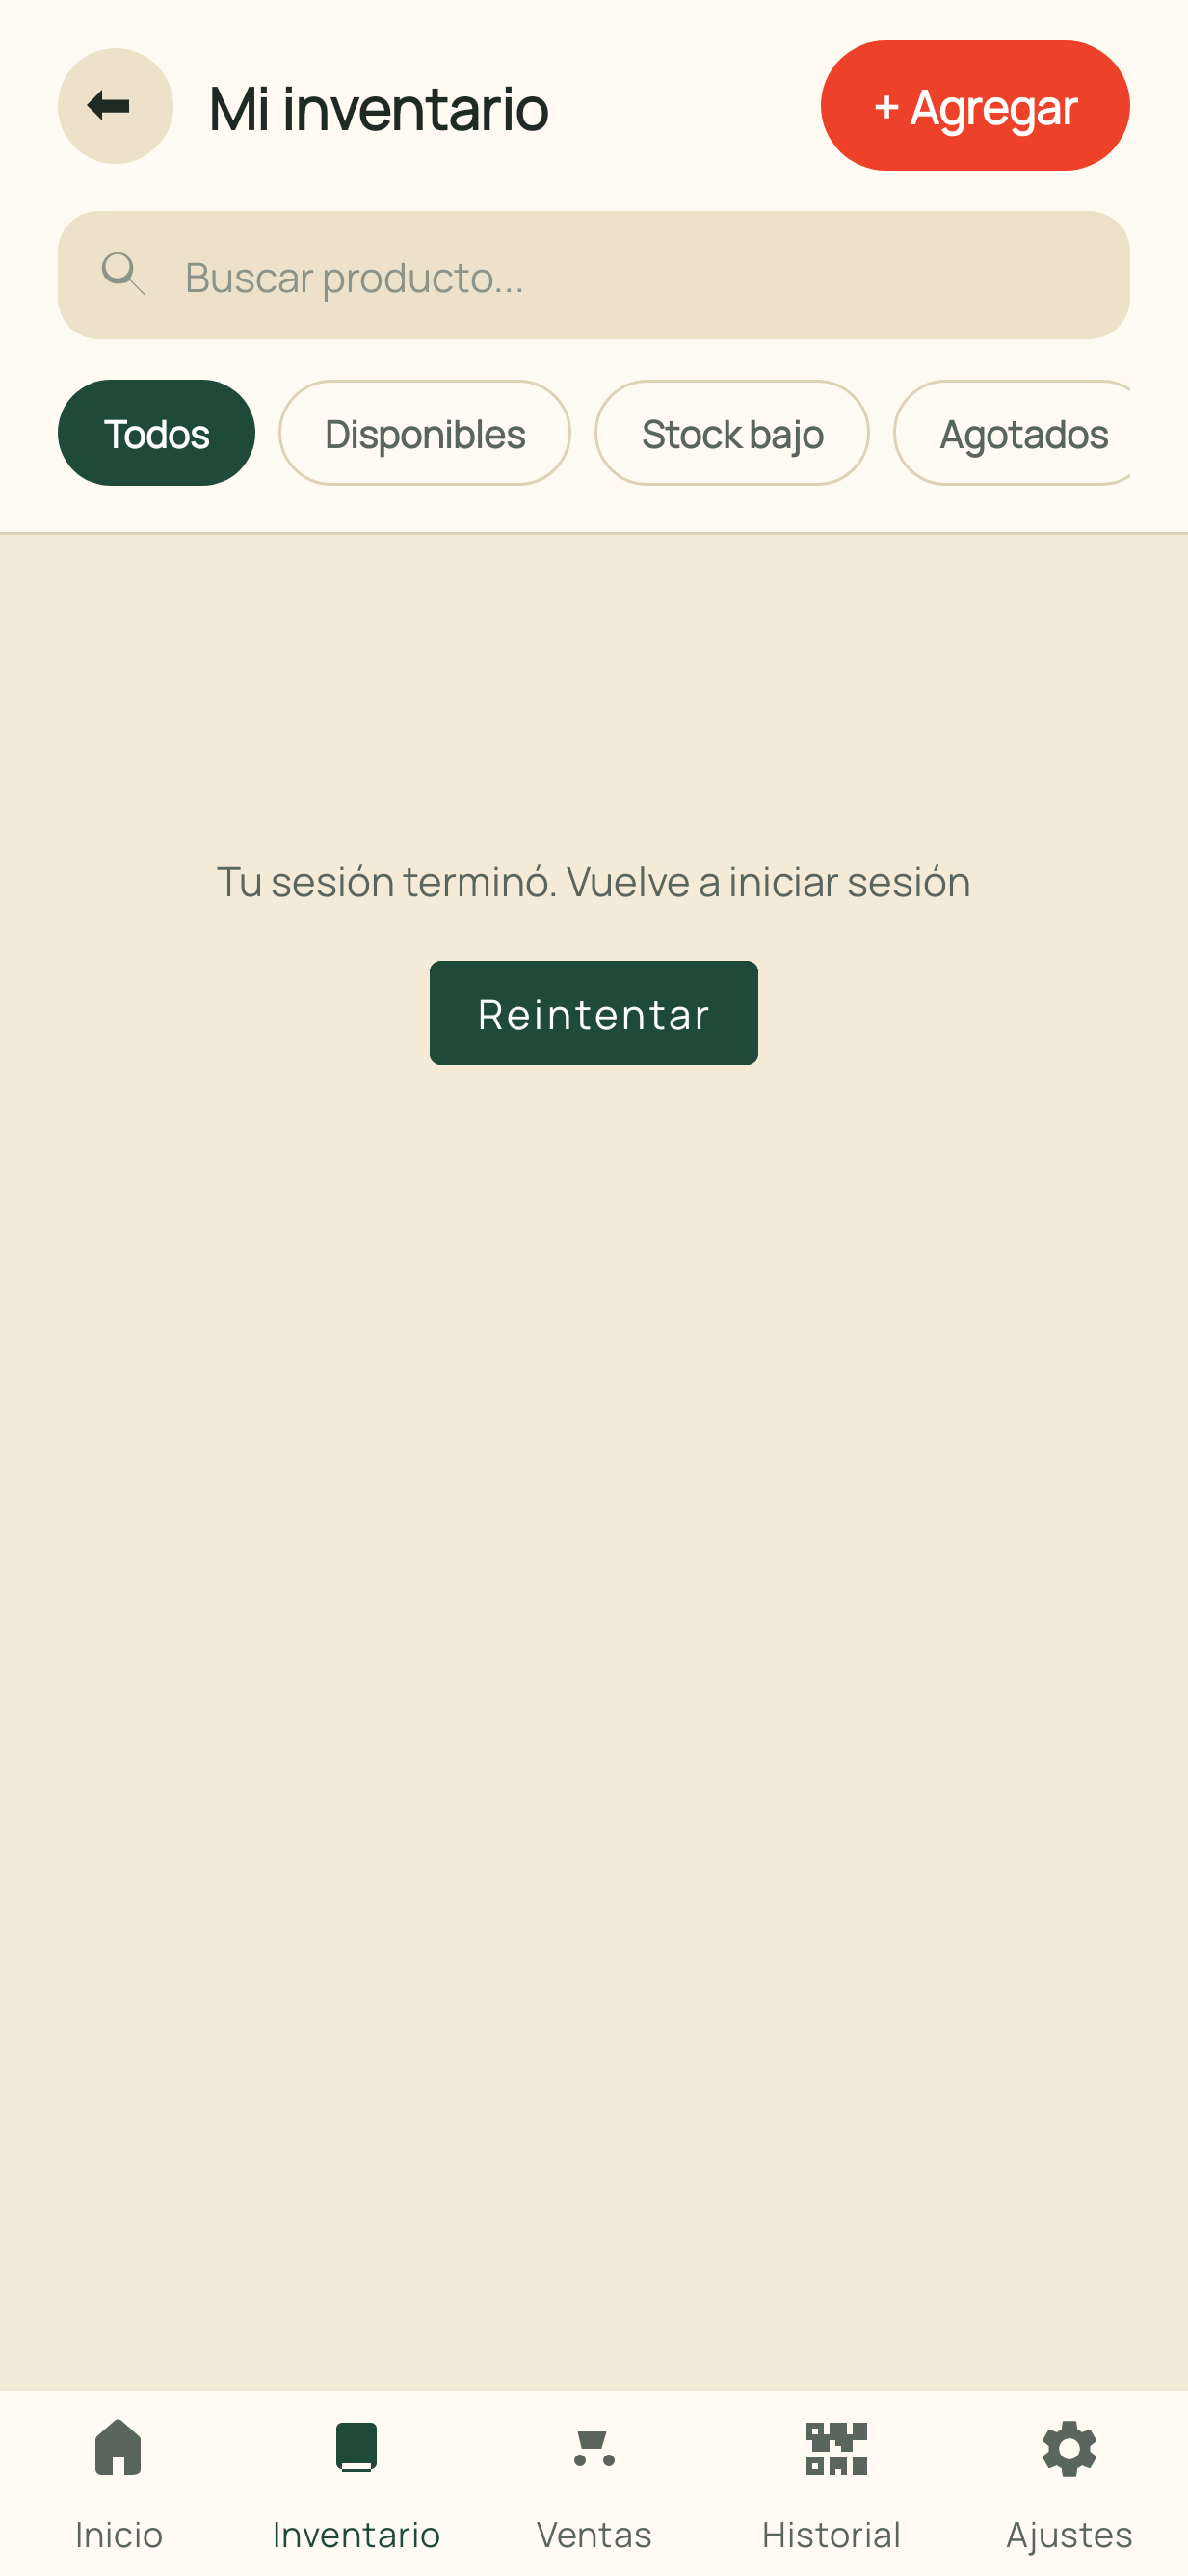 Mi inventario
+ Agregar
Buscar producto...
Todos
Disponibles
Stock bajo
Agotados
Tu sesión terminó. Vuelve a iniciar sesión
Reintentar
Inicio
Inventario
Ventas
Historial
Ajustes